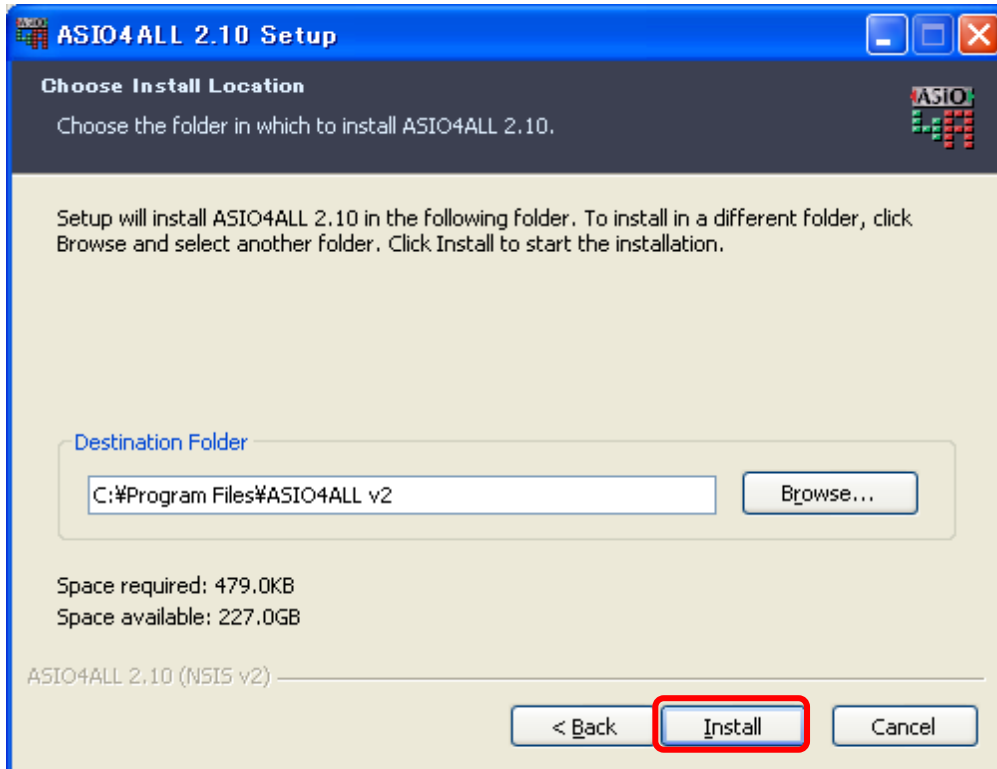 ASIO4ALL 2.10 Setup
Choose Install Location
Choose the folder in which to install ASIO4ALL 2.10.
ASIO
4A
Setup will install ASIO4ALL 2.10 in the following folder. To install in a different folder, click
Browse and select another folder. Click Install to start the installation.
Destination Folder
C:¥Program Files¥ASIO4ALL v2
Browse...
Space required: 479.0KB
Space available: 227.0GB
ASIO4ALL 2.10 (NSIS v2)
< Back
Install
Cancel